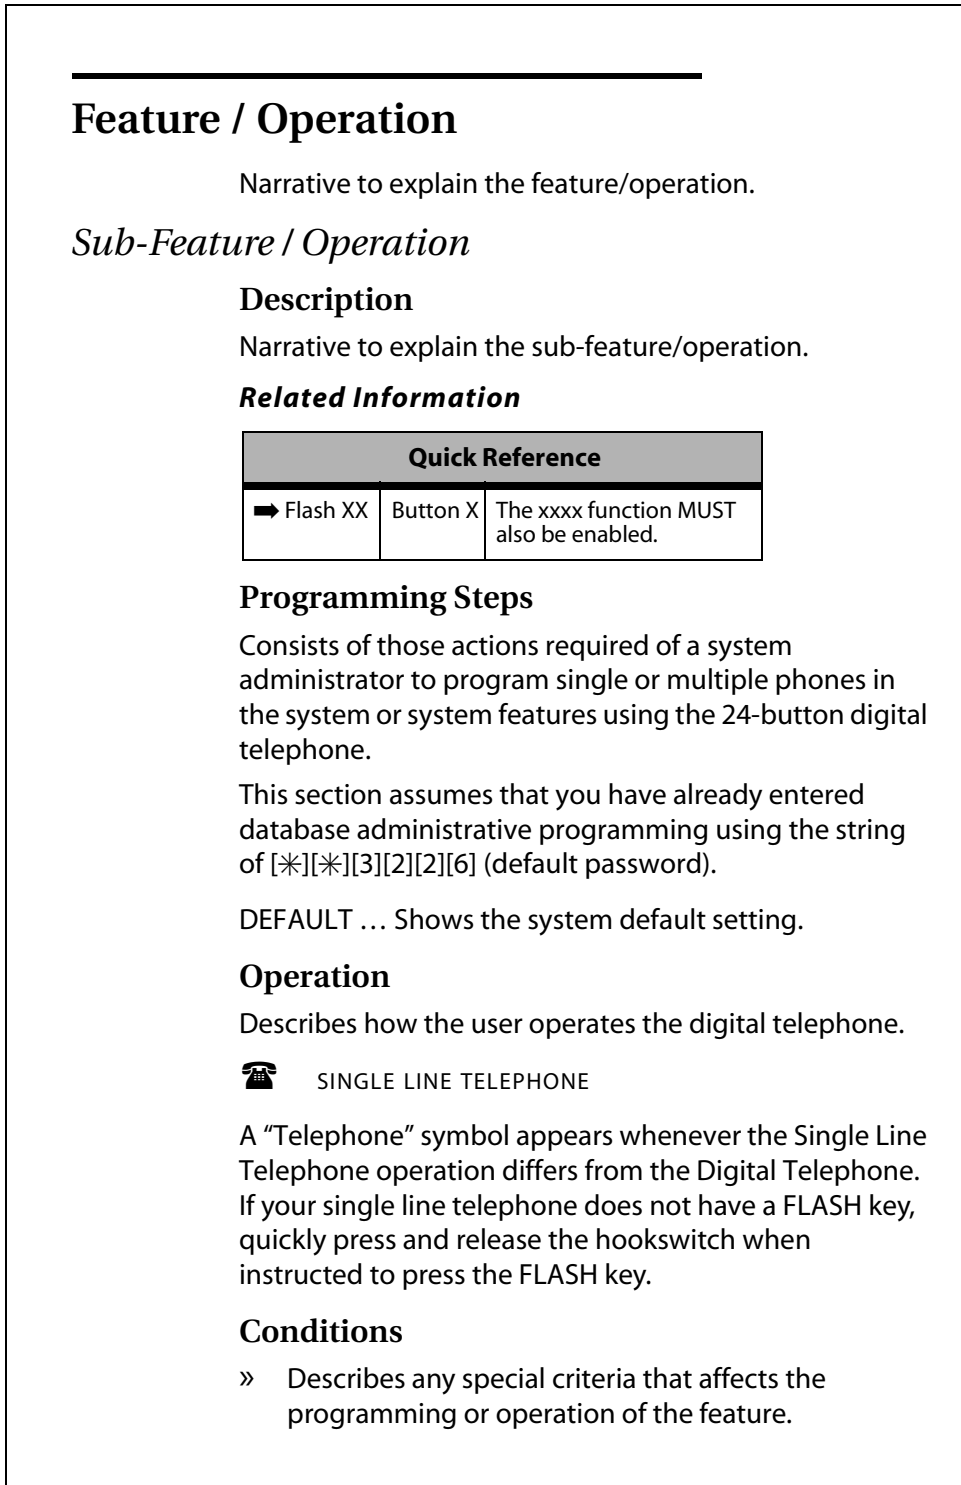 Feature / Operation
Narrative to explain the feature/operation.
Sub-Feature / Operation
Description
Narrative to explain the sub-feature/operation.
Related Information
Quick Reference
➡ Flash XX Button X The xxxx function MUST
also be enabled.
Programming Steps
Consists of those actions required of a system
administrator to program single or multiple phones in
the system or system features using the 24-button digital
telephone.
This section assumes that you have already entered
database administrative programming using the string
of [✳][✳][3][2][2][6] (default password).
DEFAULT … Shows the system default setting.
Operation
Describes how the user operates the digital telephone.
☎ SINGLE LINE TELEPHONE
A “Telephone” symbol appears whenever the Single Line
Telephone operation differs from the Digital Telephone.
If your single line telephone does not have a FLASH key,
quickly press and release the hookswitch when
instructed to press the FLASH key.
Conditions
» Describes any special criteria that affects the
programming or operation of the feature.